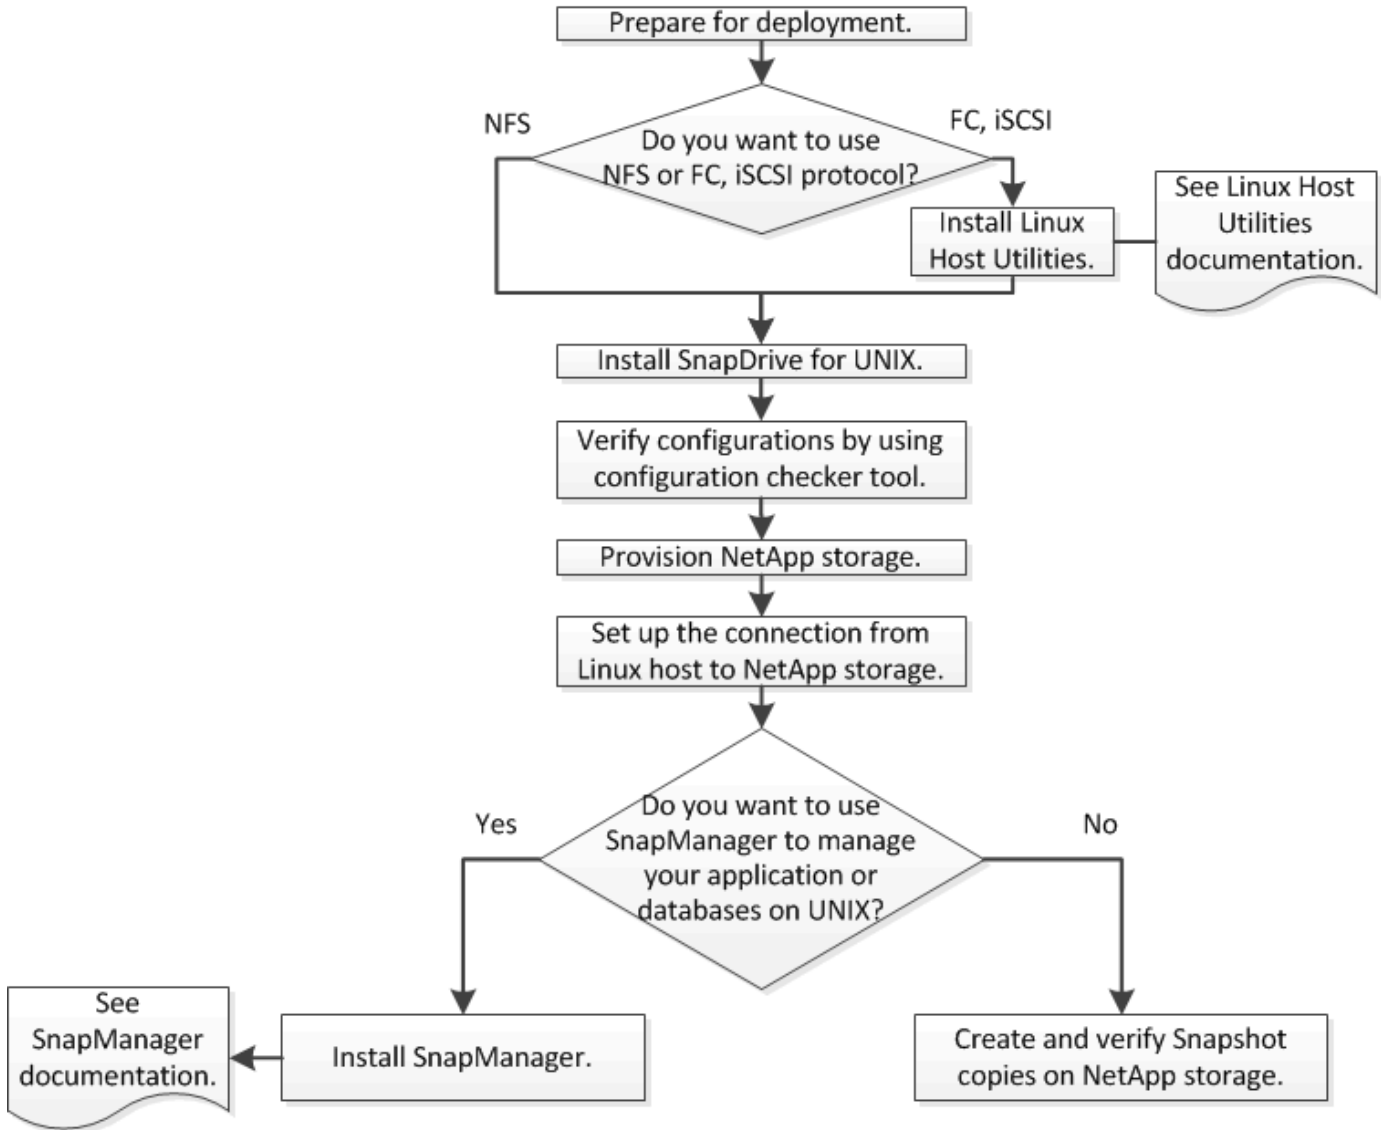 Prepare for deployment.
NFS
FC, iSCSI
Do you want to use
NFS or FC, iSCSI protocol?
Install Linux
Host Utilities.
See Linux Host
Utilities
documentation.
Install SnapDrive for UNIX.
Verify configurations by using
configuration checker tool.
Provision NetApp storage.
Set up the connection from
Linux host to NetApp storage.
Yes
No
Do you want to use
SnapManager to manage
your application or
databases on UNIX?
See
SnapManager
documentation.
Install SnapManager.
Create and verify Snapshot
copies on NetApp storage.